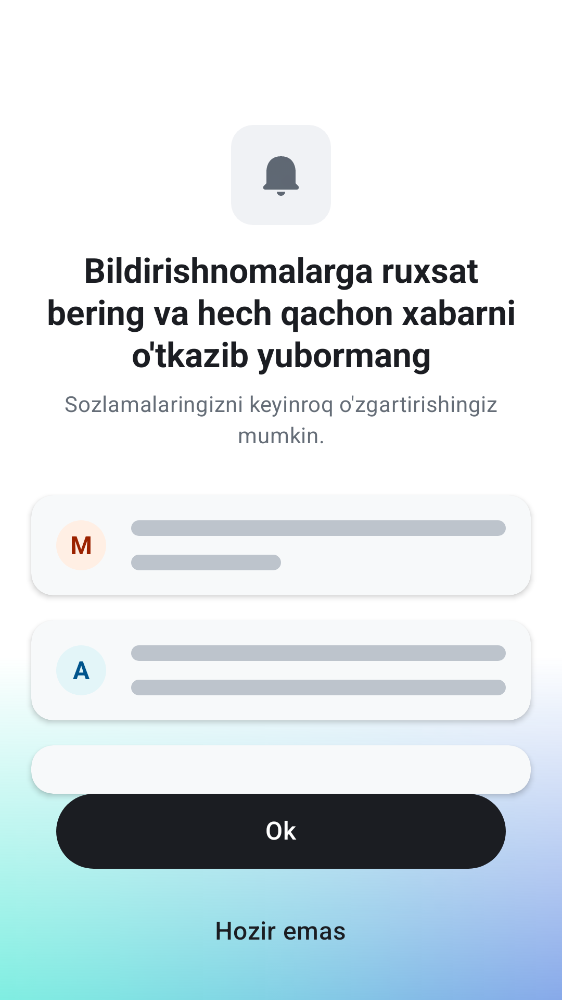 Bildirishnomalarga ruxsat
bering va hech qachon xabarni
o'tkazib yubormang
Sozlamalaringizni keyinroq o'zgartirishingiz
mumkin.
M
A
Ok
Hozir emas